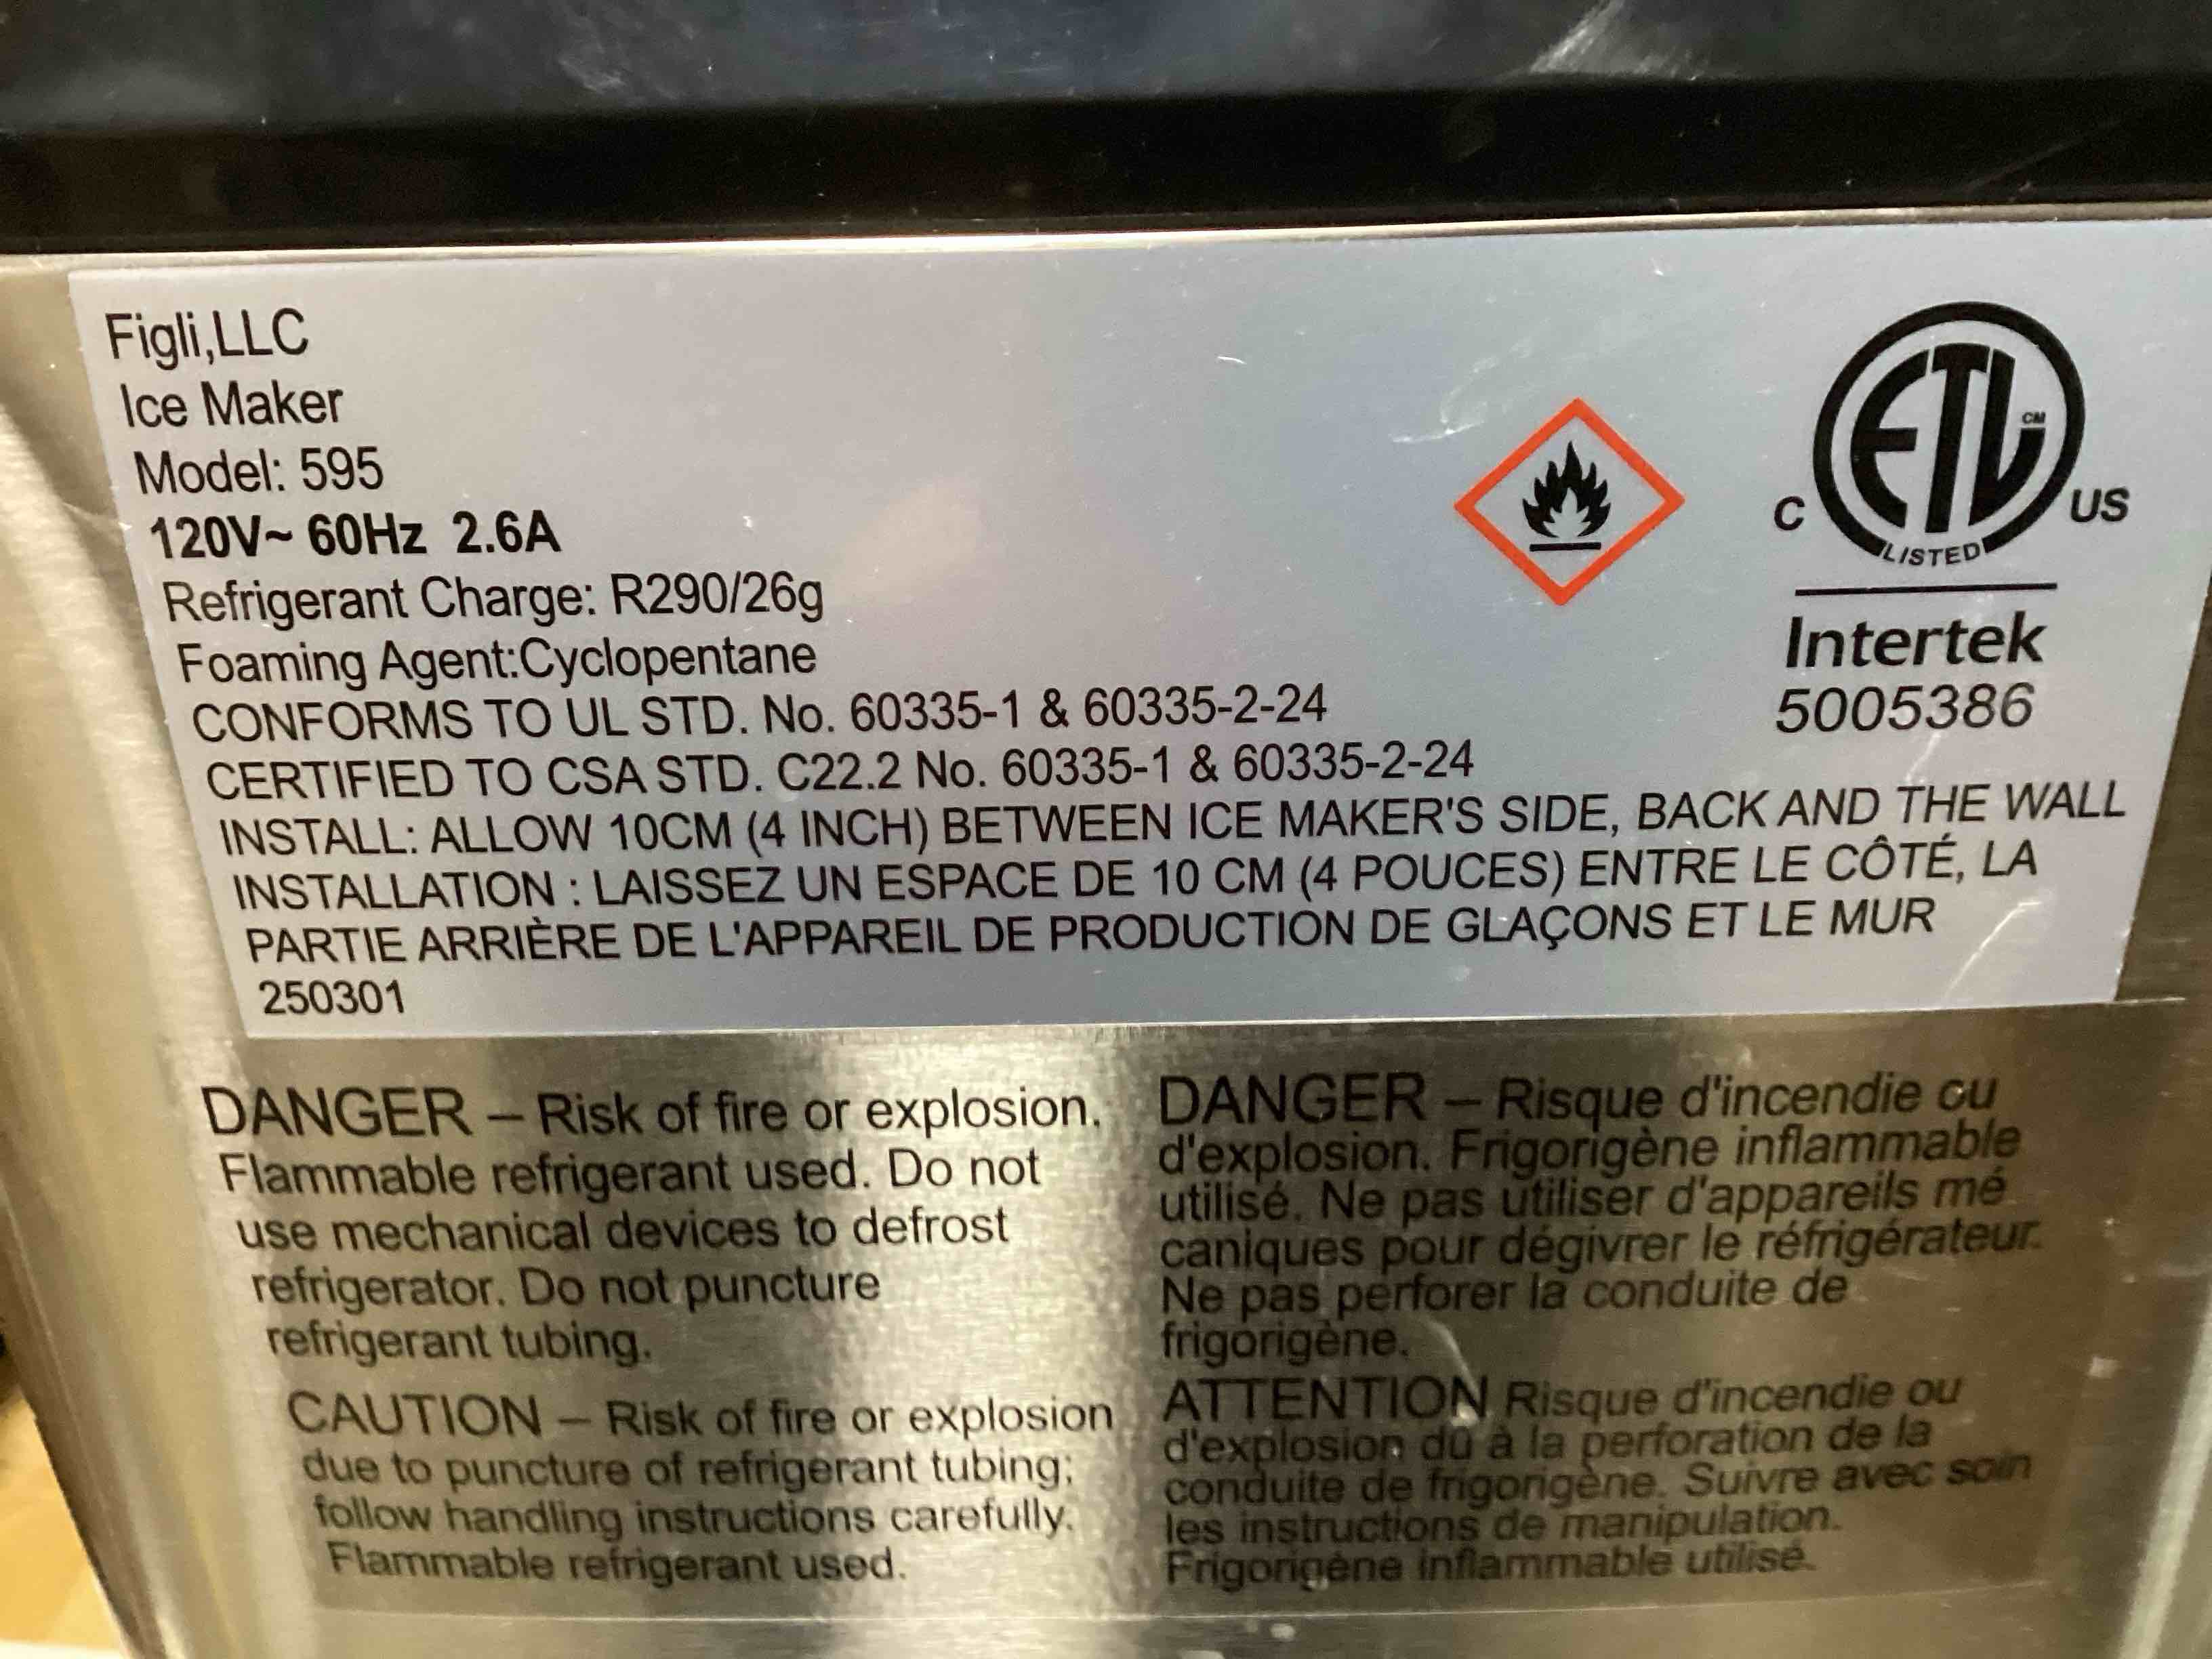 Figli,LLC
Ice Maker
Model: 595
120V~ 60Hz 2.6A
Refrigerant Charge: R290/26g
Foaming Agent:Cyclopentane
CONFORMS TO UL STD. No. 60335-1 & 60335-2-24
CERTIFIED TO CSA STD. C22.2 No. 60335-1 & 60335-2-24
INSTALL: ALLOW 10CM (4 INCH) BETWEEN ICE MAKER'S SIDE, BACK AND THE WALL
INSTALLATION : LAISSEZ UN ESPACE DE 10 CM (4 POUCES) ENTRE LE CÔTÉ, LA
PARTIE ARRIÈRE DE L'APPAREIL DE PRODUCTION DE GLAÇONS ET LE MUR
250301
ETL CM
C US
LISTED
Intertek
5005386
DANGER – Risk of fire or explosion.
Flammable refrigerant used. Do not
use mechanical devices to defrost
refrigerator. Do not puncture
refrigerant tubing.
CAUTION – Risk of fire or explosion
due to puncture of refrigerant tubing;
follow handling instructions carefully.
Flammable refrigerant used.
DANGER – Risque d'incendie ou
d'explosion. Frigorigène inflammable
utilisé. Ne pas utiliser d'appareils mé
caniques pour dégivrer le réfrigérateur.
Ne pas perforer la conduite de
frigorigène.
ATTENTION Risque d'incendie ou
d'explosion dû à la perforation de la
conduite de frigorigène. Suivre avec soin
les instructions de manipulation.
Frigorigène inflammable utilisé.